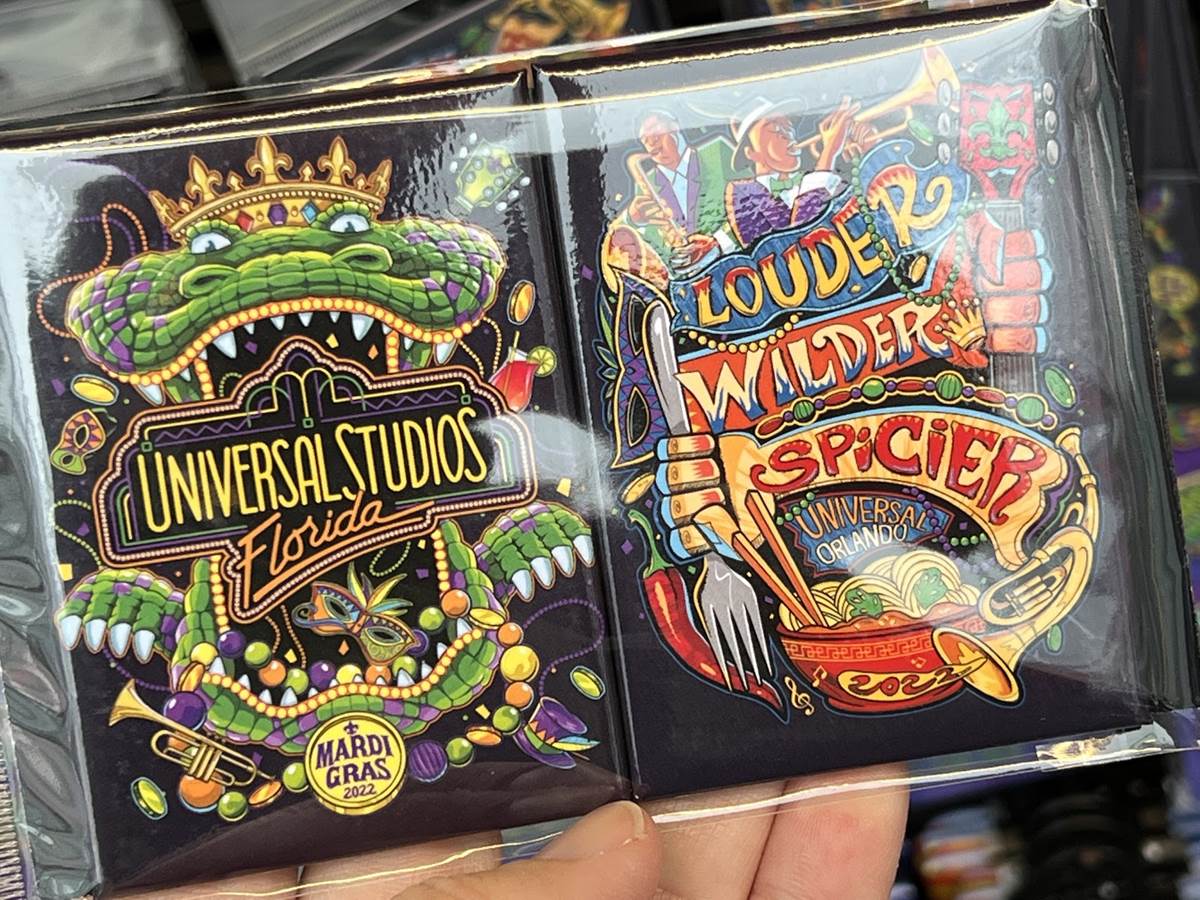 UNIVERSAL STUDIOS
Florida
MARDI
GRAS
2022
LOUDER
WILDER
SPiCiER
UNIVERSAL
ORLANDO
2022